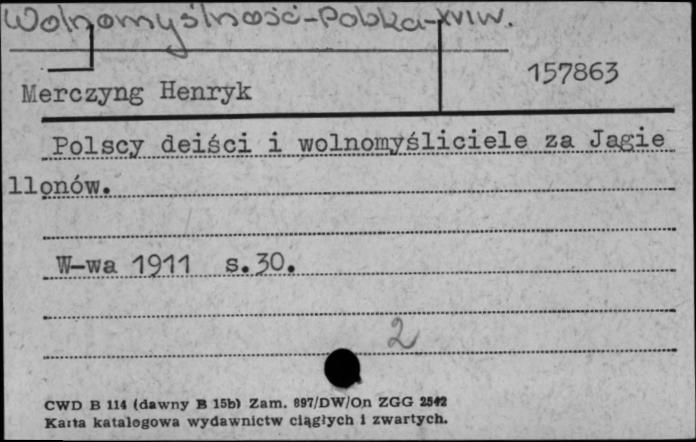 Wolnomyślność-Polska-XVIw.
157863
Merczyng Henryk
Polscy deiści i wolnomyśliciele za Jagie
llonów.
W-wa 1911 s.30.
2
CWD B 114 (dawny B 15b) Zam. 897/DW/On ZGG 2542
Karta katalogowa wydawnictw ciągłych i zwartych.